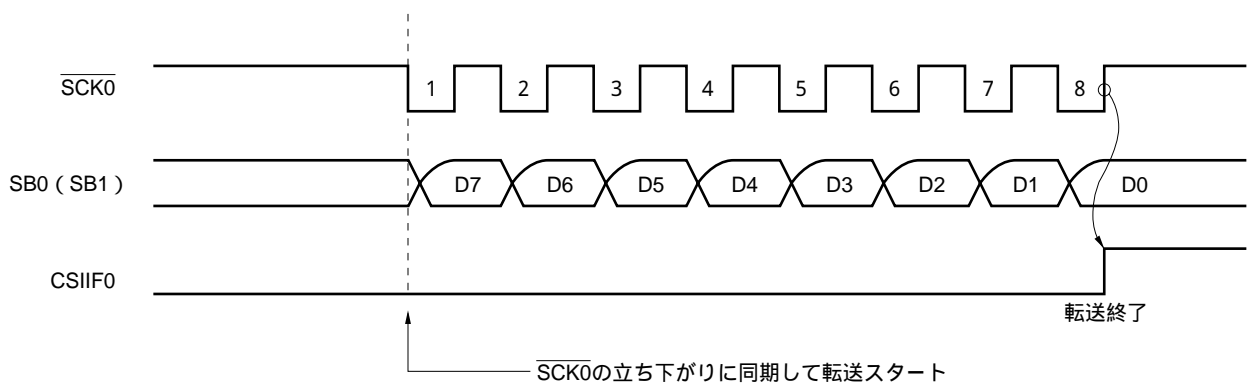 SCK0
1 2 3 4 5 6 7 8
SB0(SB1)
D7 D6 D5 D4 D3 D2 D1 D0
CSIIF0
転送終了
SCK0の立ち下がりに同期して転送スタート